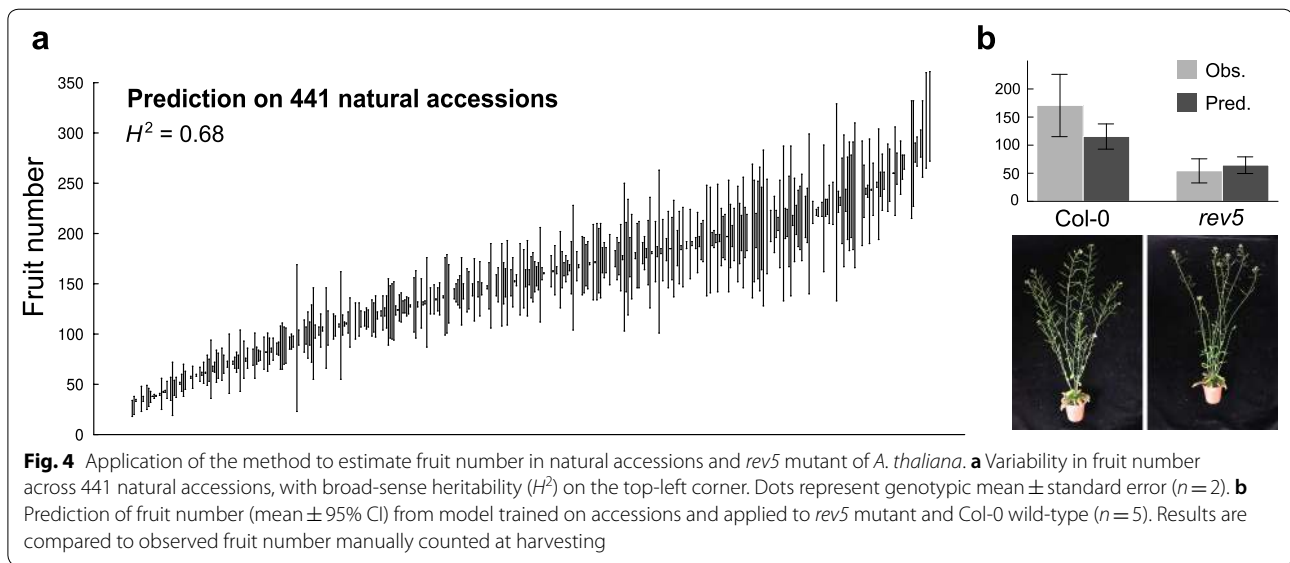 a
b
350
300
250
200
150
100
50
0
Fruit number
Prediction on 441 natural accessions
H² = 0.68
200
150
100
50
0
Obs.
Pred.
Col-0
rev5
Fig. 4 Application of the method to estimate fruit number in natural accessions and rev5 mutant of A. thaliana. a Variability in fruit number
across 441 natural accessions, with broad-sense heritability (H²) on the top-left corner. Dots represent genotypic mean ± standard error (n = 2). b
Prediction of fruit number (mean ± 95% CI) from model trained on accessions and applied to rev5 mutant and Col-0 wild-type (n = 5). Results are
compared to observed fruit number manually counted at harvesting